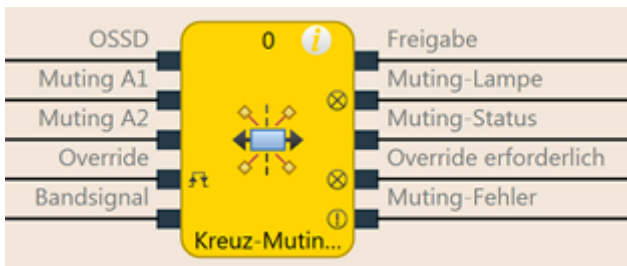 OSSD
0
i
Freigabe
Muting A1
Muting-Lampe
Muting A2
Muting-Status
Override
Override erforderlich
Bandsignal
Muting-Fehler
Kreuz-Mutin...